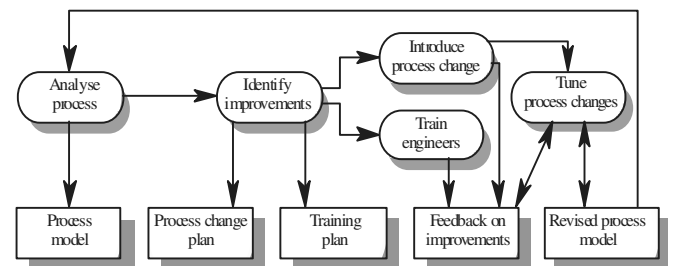 Analyse
process
Identify
improvements
Introduce
process change
Train
engineers
Tune
process changes
Process
model
Process change
plan
Training
plan
Feedback on
improvements
Revised process
model